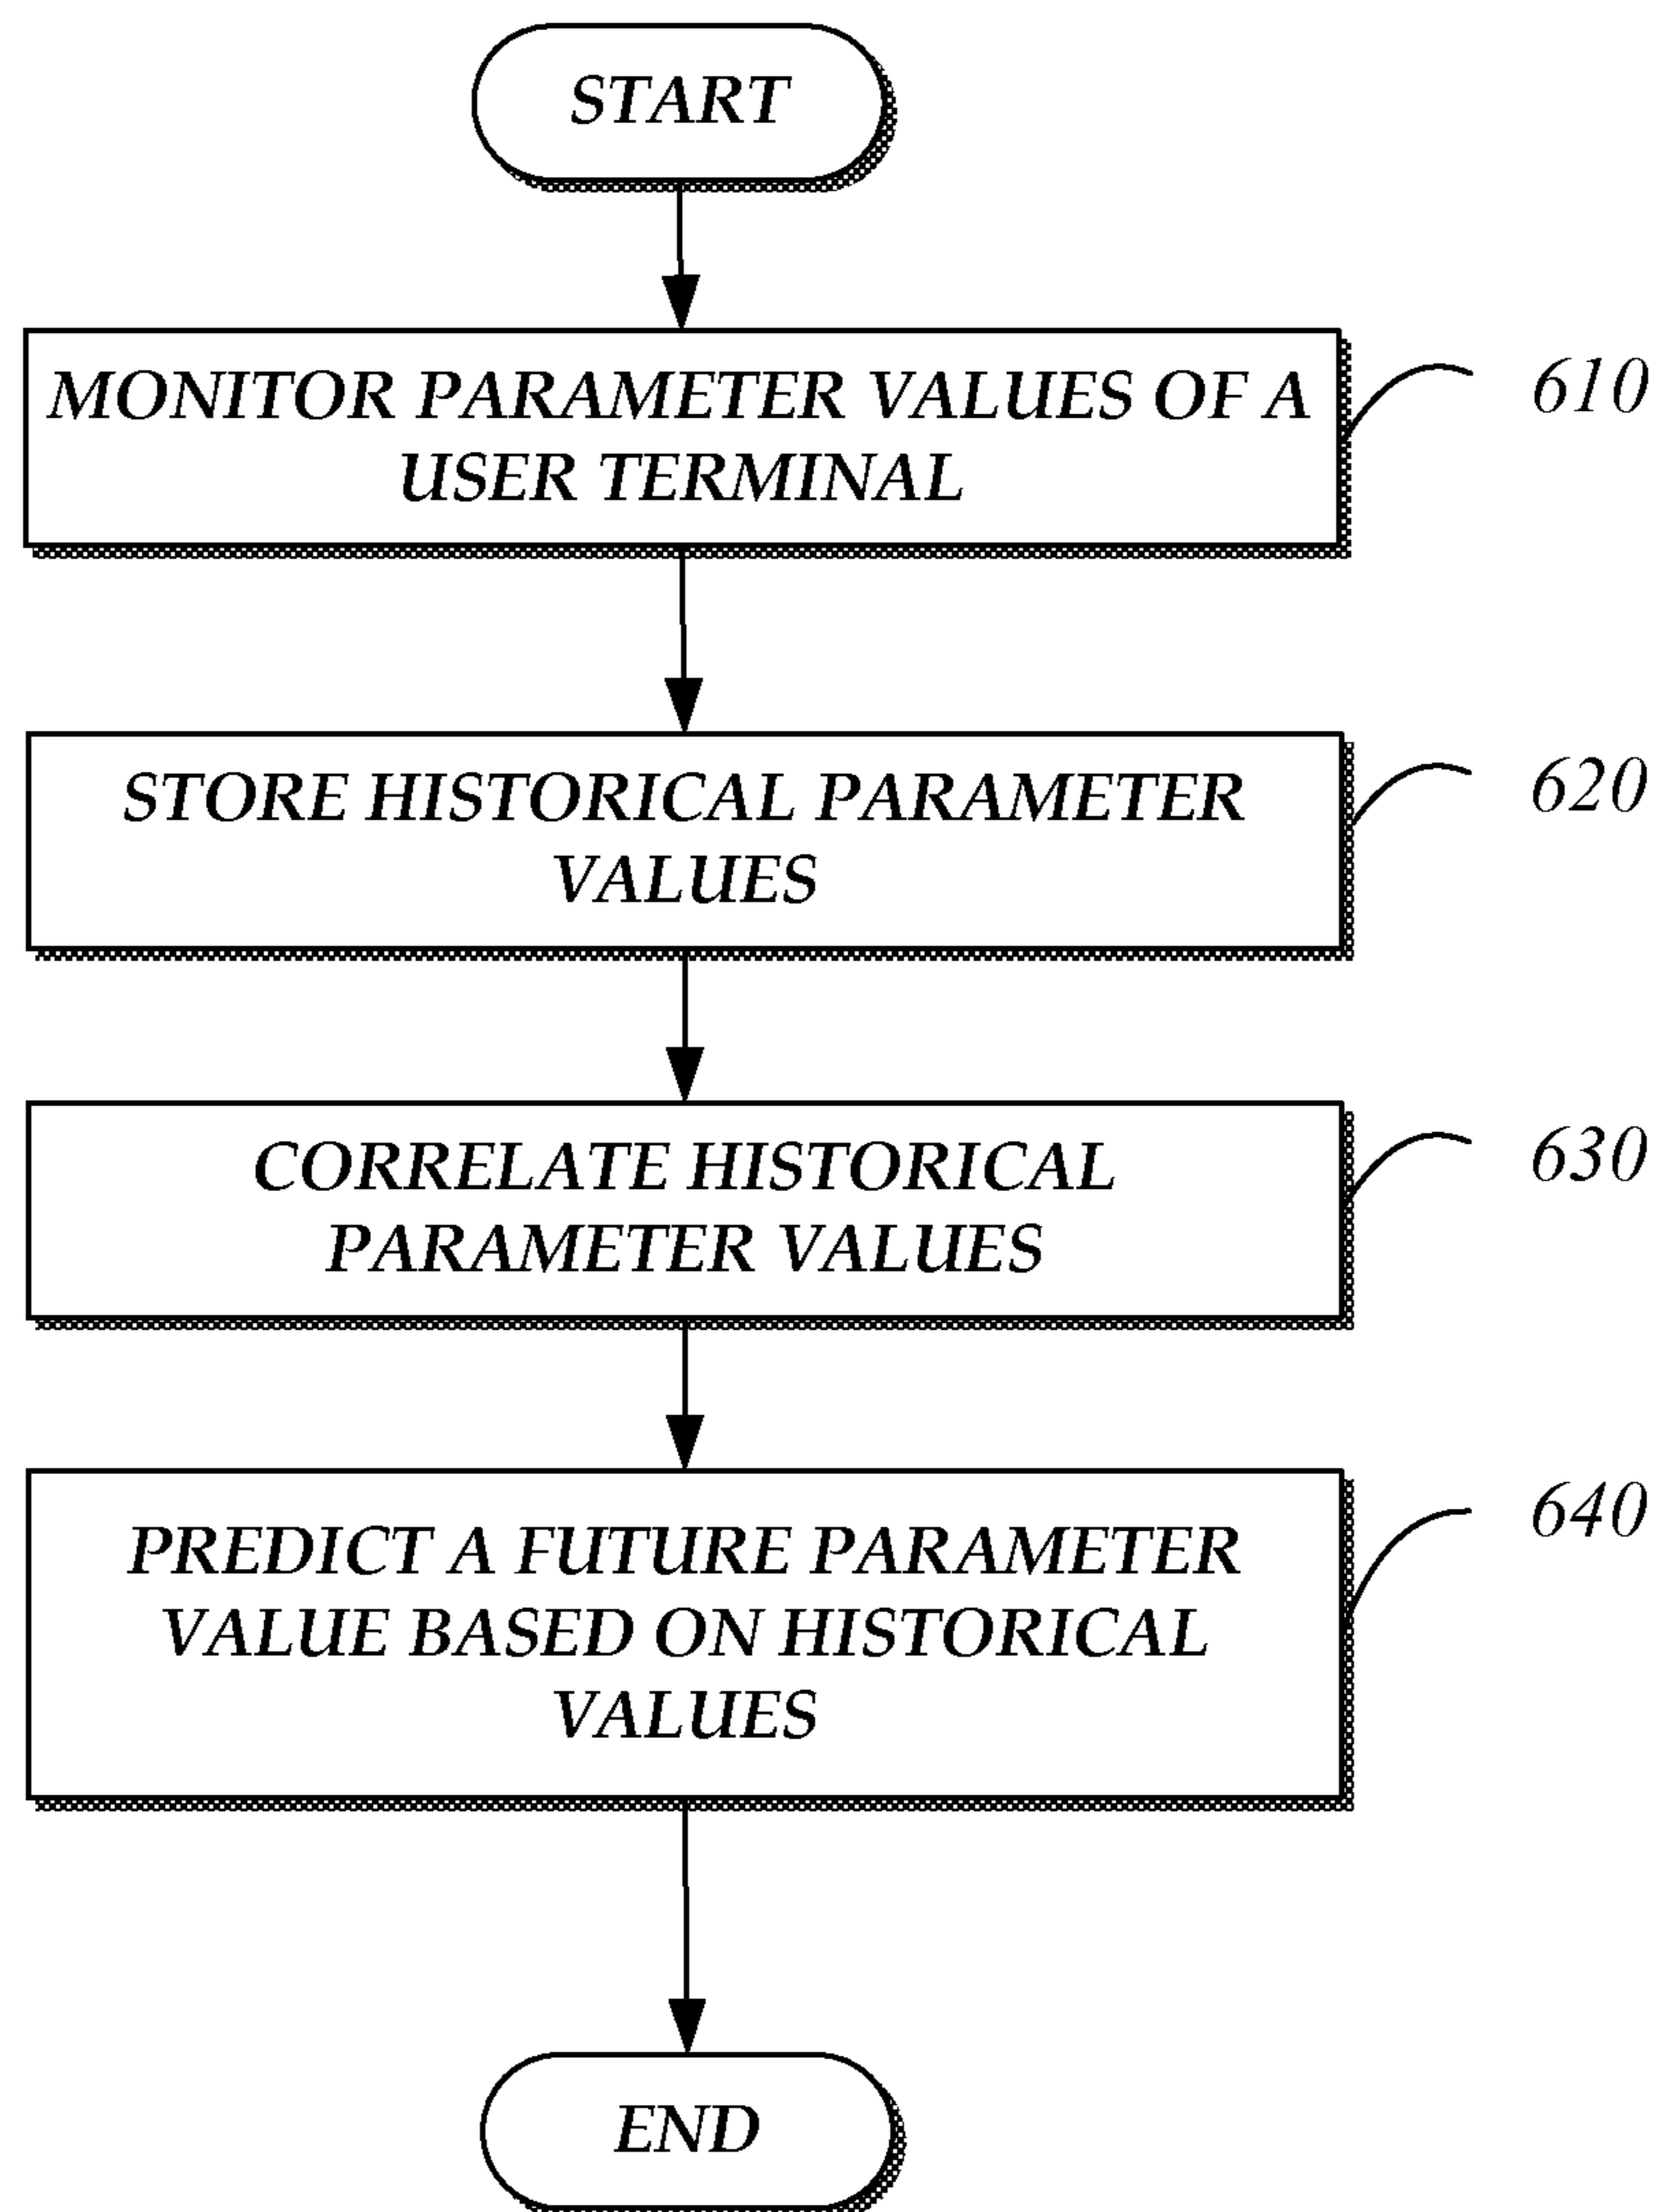 START
MONITOR PARAMETER VALUES OF A
USER TERMINAL
610
STORE HISTORICAL PARAMETER
VALUES
620
CORRELATE HISTORICAL
PARAMETER VALUES
630
PREDICT A FUTURE PARAMETER
VALUE BASED ON HISTORICAL
VALUES
640
END